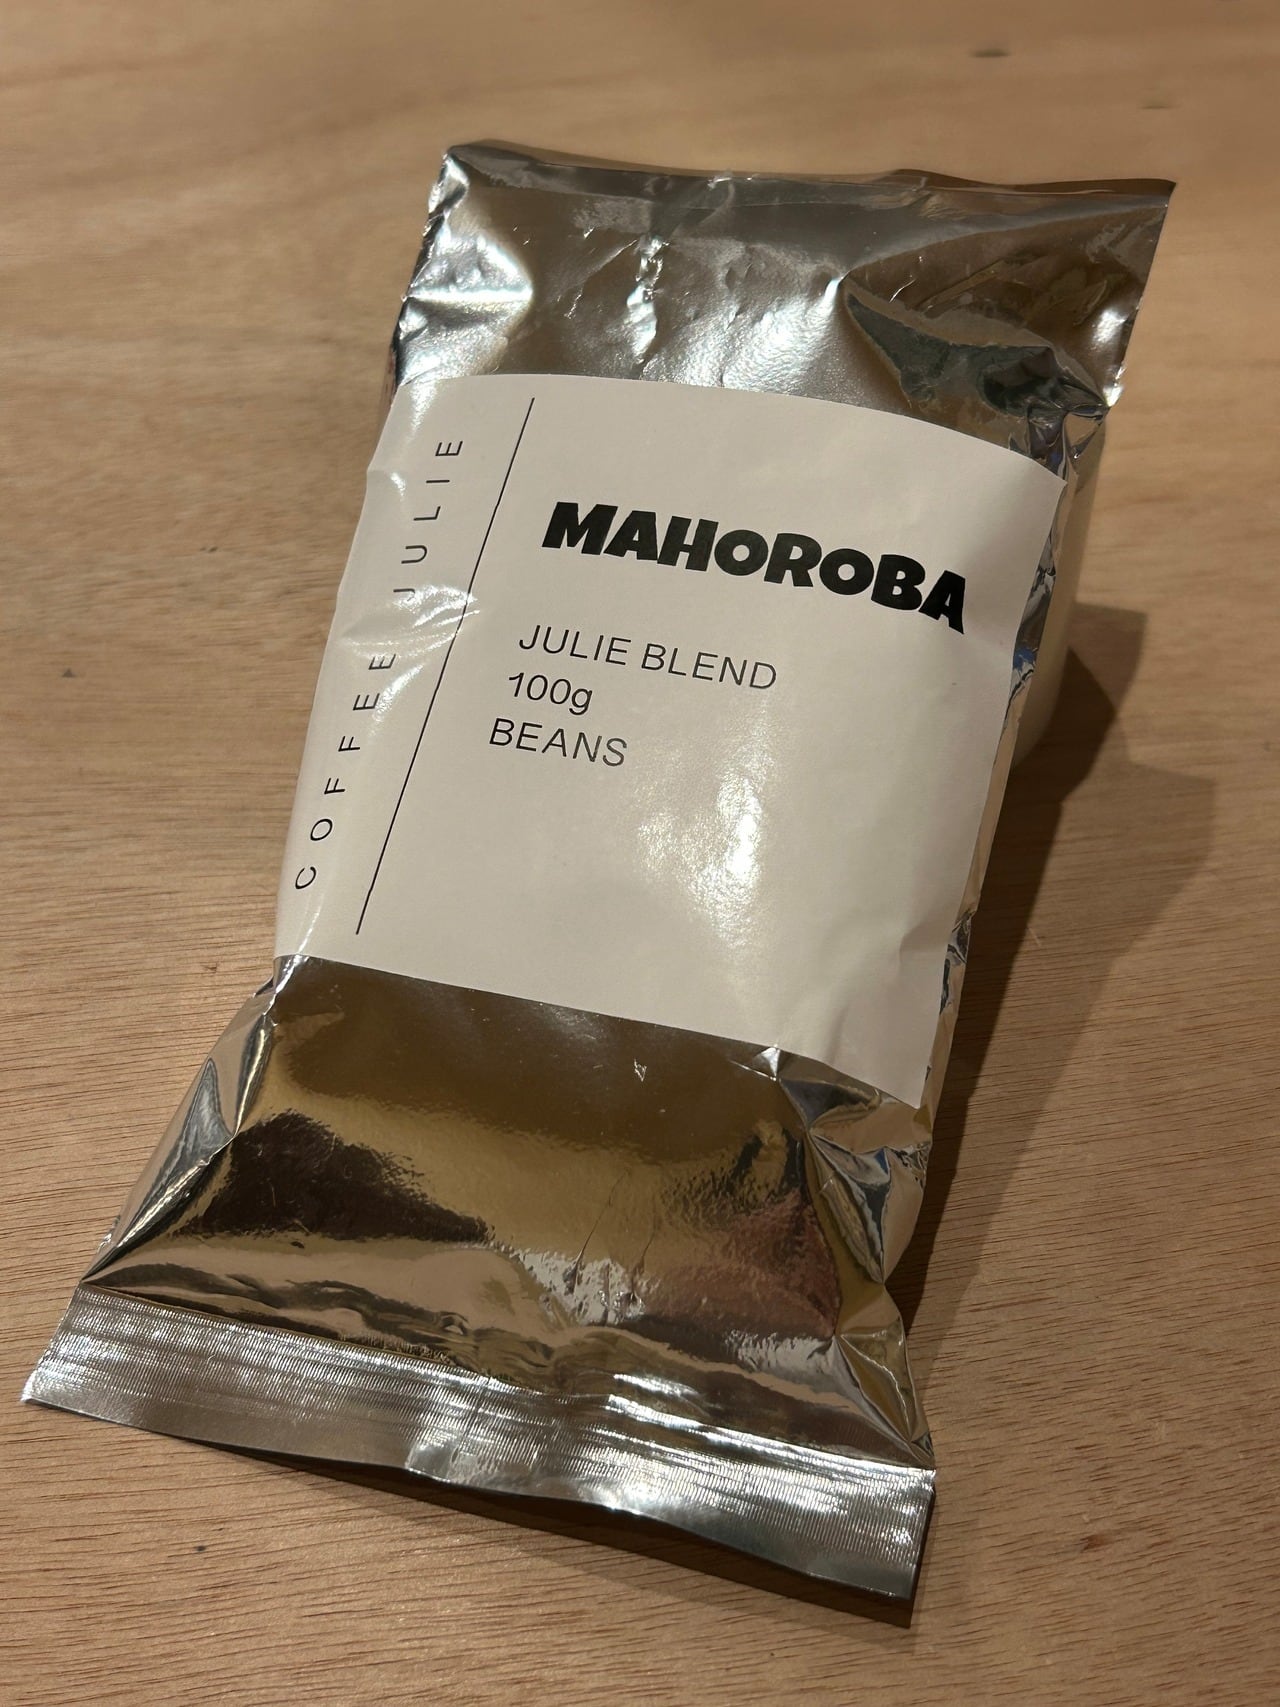 COFFEE JULIE
MAHOROBA
JULIE BLEND
100g
BEANS